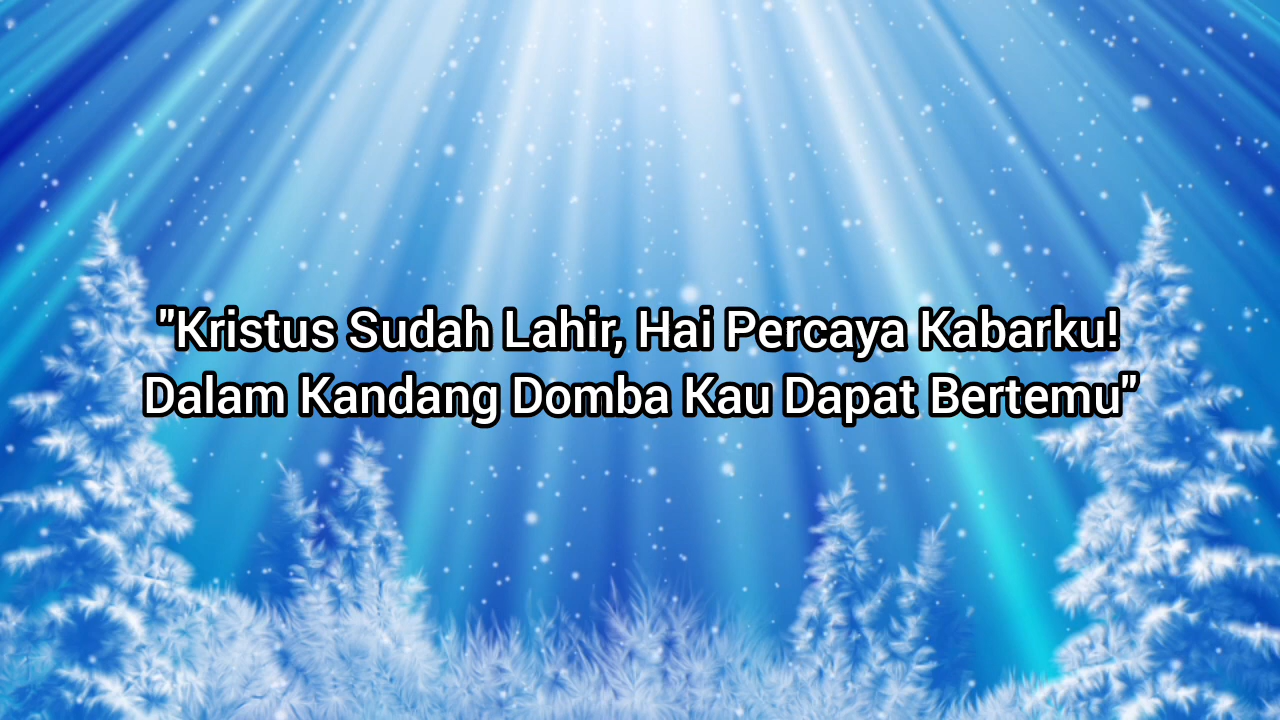 "Kristus Sudah Lahir, Hai Percaya Kabarku!
Dalam Kandang Domba Kau Dapat Bertemu"